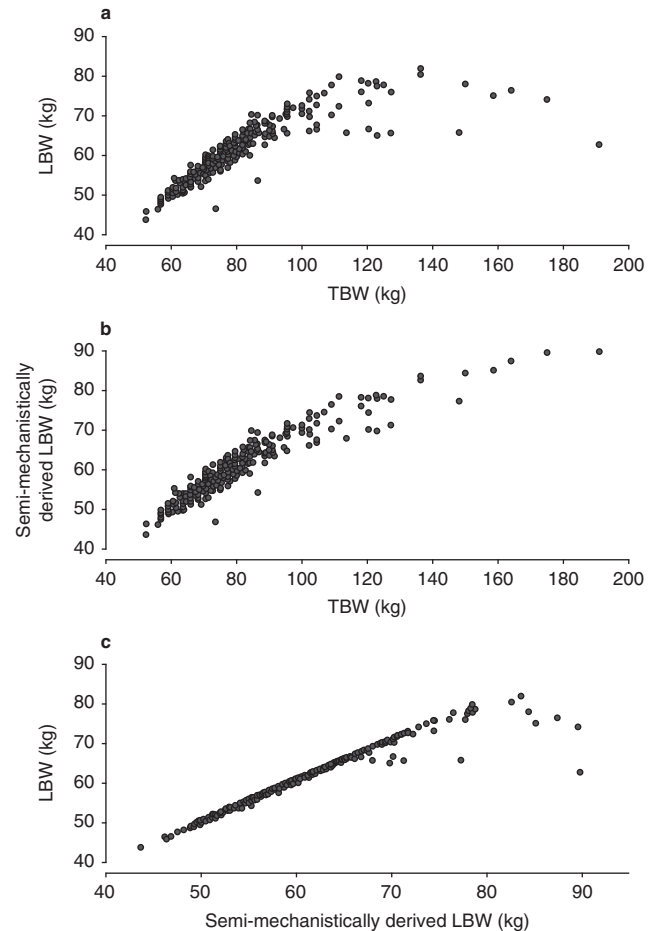 a
90
80
70
60
50
40
LBW (kg)
40 60 80 100 120 140 160 180 200
TBW (kg)
b
90
80
70
60
50
40
Semi-mechanistically
derived LBW (kg)
40 60 80 100 120 140 160 180 200
TBW (kg)
c
90
80
70
60
50
40
LBW (kg)
40 50 60 70 80 90
Semi-mechanistically derived LBW (kg)